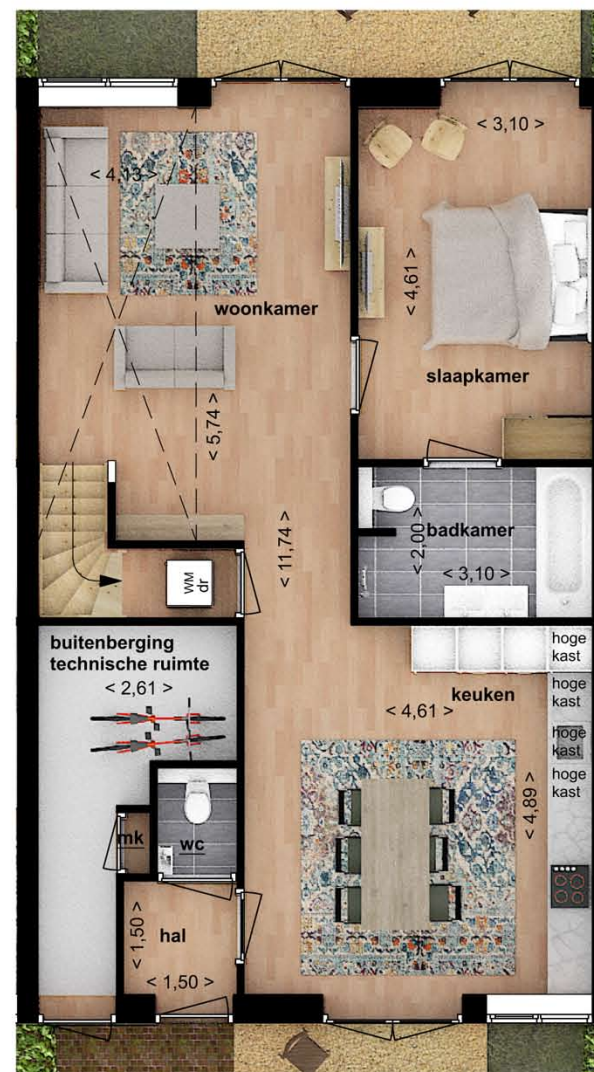 < 3,10 >
< 4,13 >
< 4,61 >
woonkamer
slaapkamer
< 5,74 >
badkamer
< 2,00 >
< 11,74 >
< 3,10 >
WM
dr
buitenberging
technische ruimte
< 2,61 >
hoge
kast
keuken
hoge
kast
< 4,61 >
hoge
kast
hoge
kast
< 4,89 >
mk
wc
hal
< 1,50 >
< 1,50 >